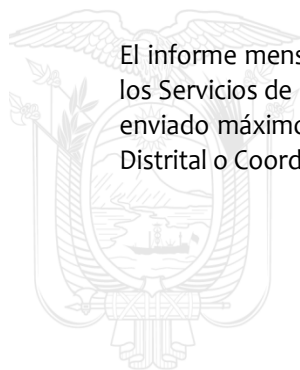 El informe mens
los Servicios de
enviado máximo
Distrital o Coord